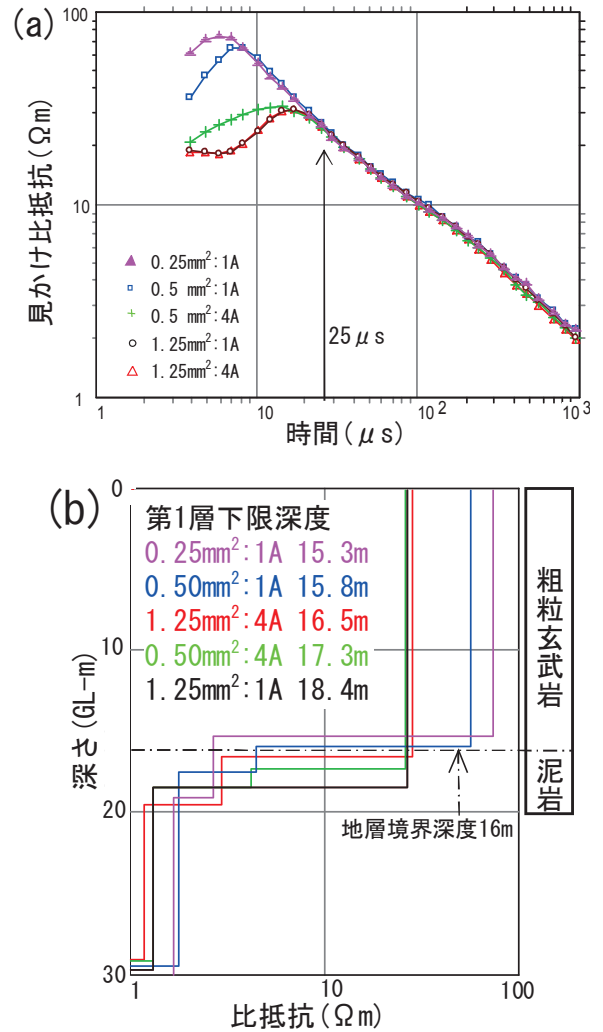 (a)
100
10
1
見かけ比抵抗(Ωm)
0.25mm²:1A
0.5 mm²:1A
0.5 mm²:4A
1.25mm²:1A
1.25mm²:4A
25μs
1
10
10²
10³
時間(μs)
(b)
0
10
20
30
深さ(GL-m)
第1層下限深度
0.25mm²:1A 15.3m
0.50mm²:1A 15.8m
1.25mm²:4A 16.5m
0.50mm²:4A 17.3m
1.25mm²:1A 18.4m
粗粒玄武岩
泥岩
地層境界深度16m
1
10
100
比抵抗(Ωm)